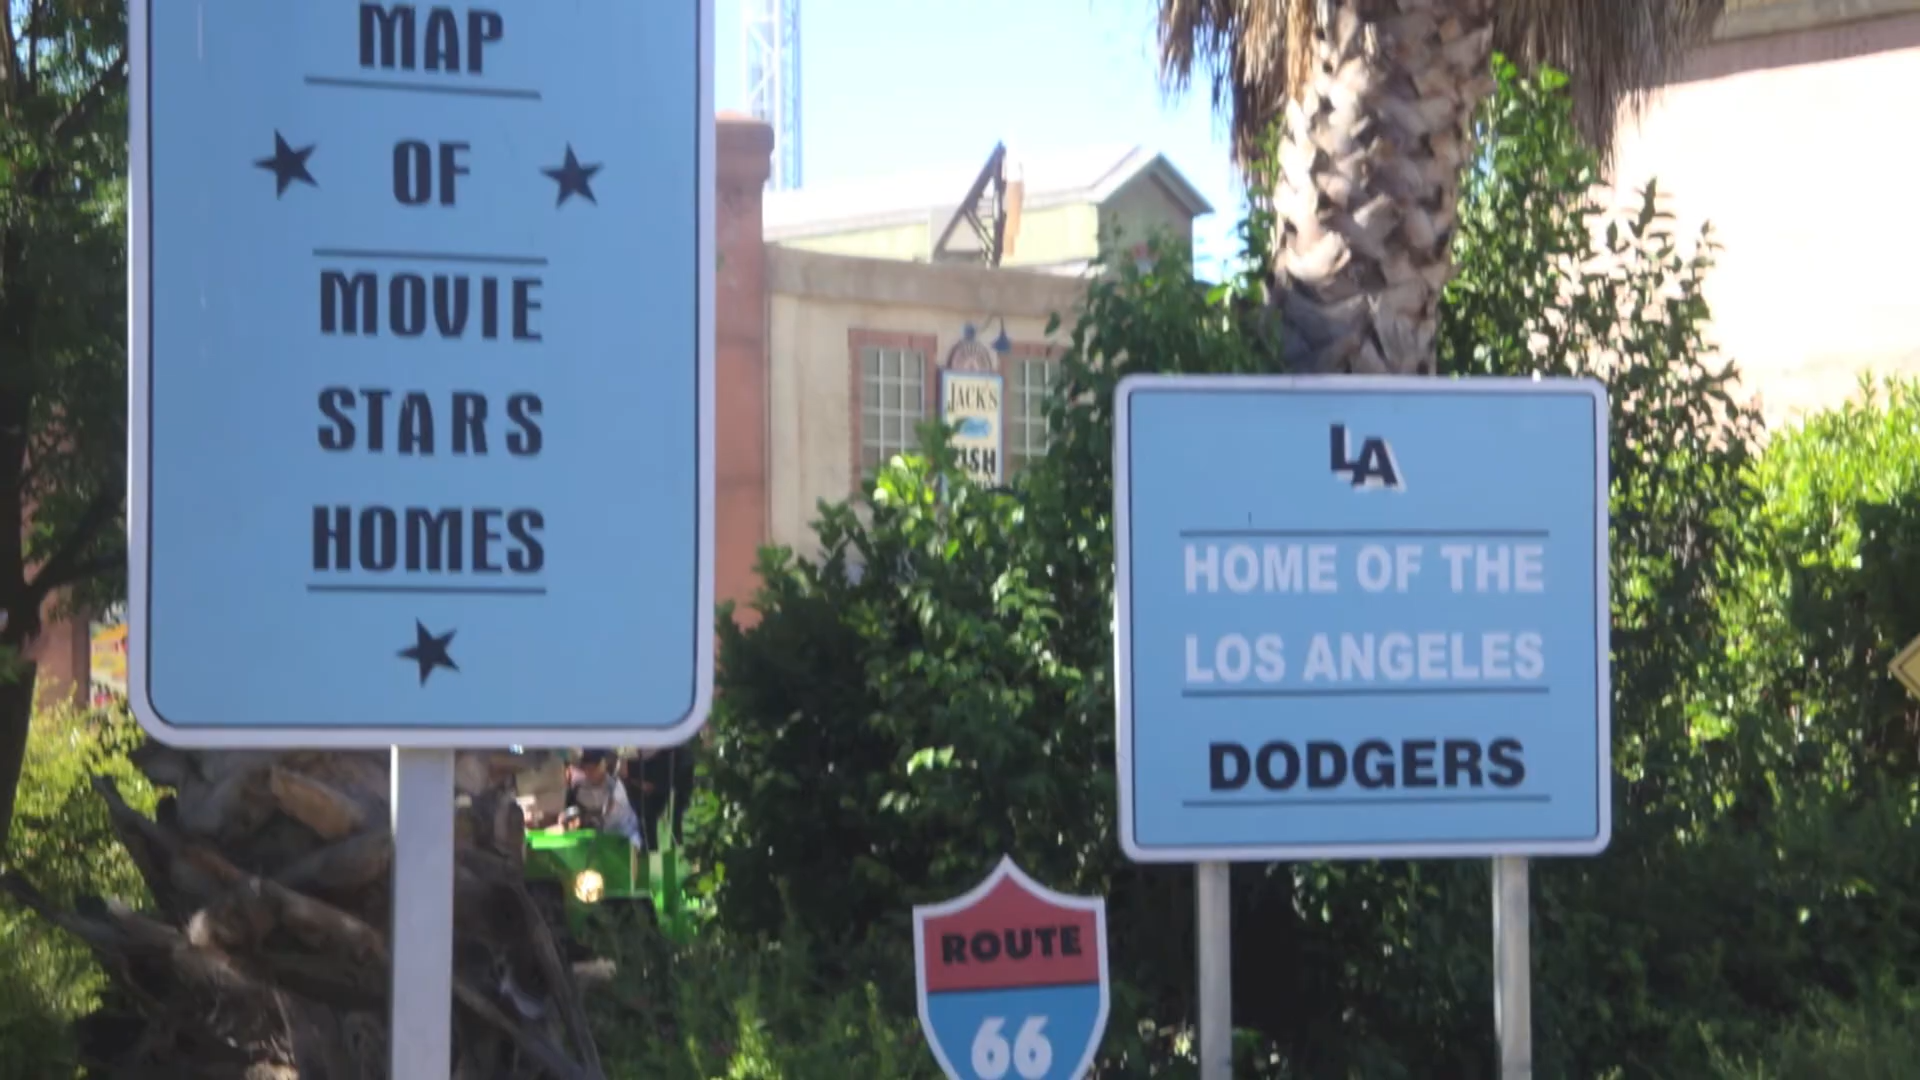 MAP
OF
MOVIE
STARS
HOMES
JACK'S
LA
HOME OF THE
LOS ANGELES
DODGERS
ROUTE
66